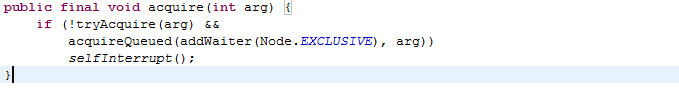 public final void acquire(int arg) {
    if (!tryAcquire(arg) &&
        acquireQueued(addWaiter(Node.EXCLUSIVE), arg))
        selfInterrupt();
}